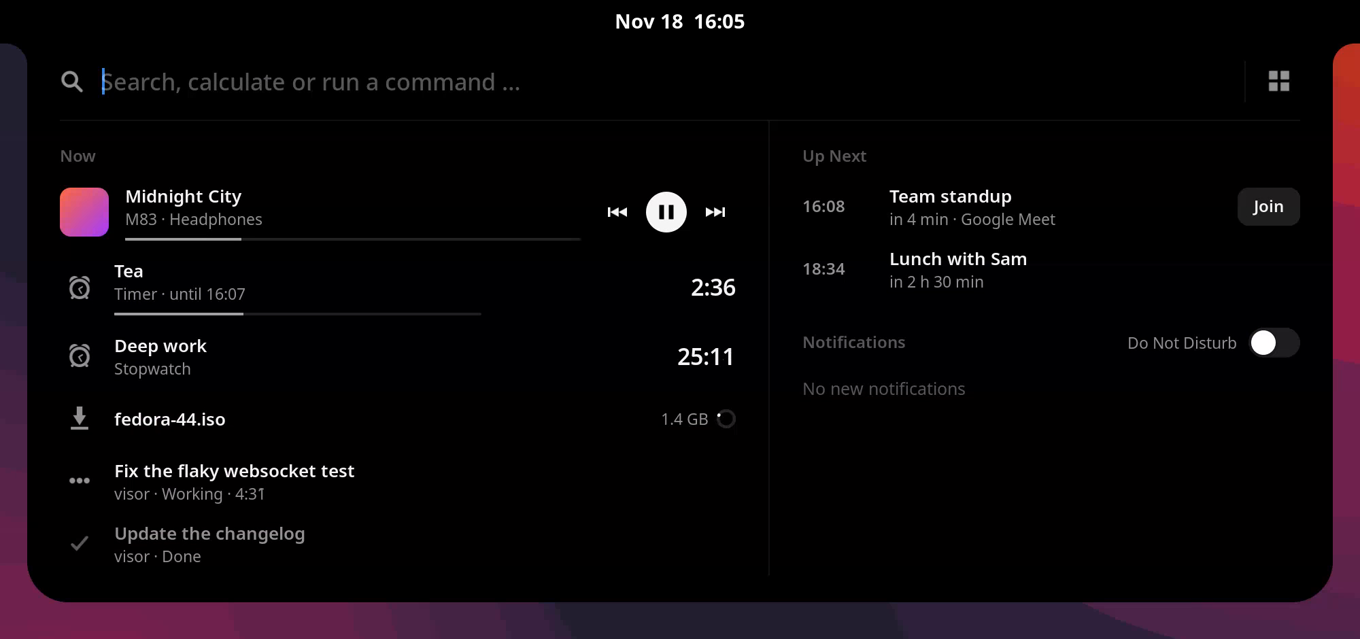 Nov 18 16:05
Search, calculate or run a command ...
Now
Midnight City
M83 · Headphones
Tea
Timer · until 16:07
2:36
Deep work
Stopwatch
25:11
fedora-44.iso
1.4 GB
Fix the flaky websocket test
visor · Working · 4:31
Update the changelog
visor · Done
Up Next
16:08
Team standup
in 4 min · Google Meet
Join
18:34
Lunch with Sam
in 2 h 30 min
Notifications
Do Not Disturb
No new notifications